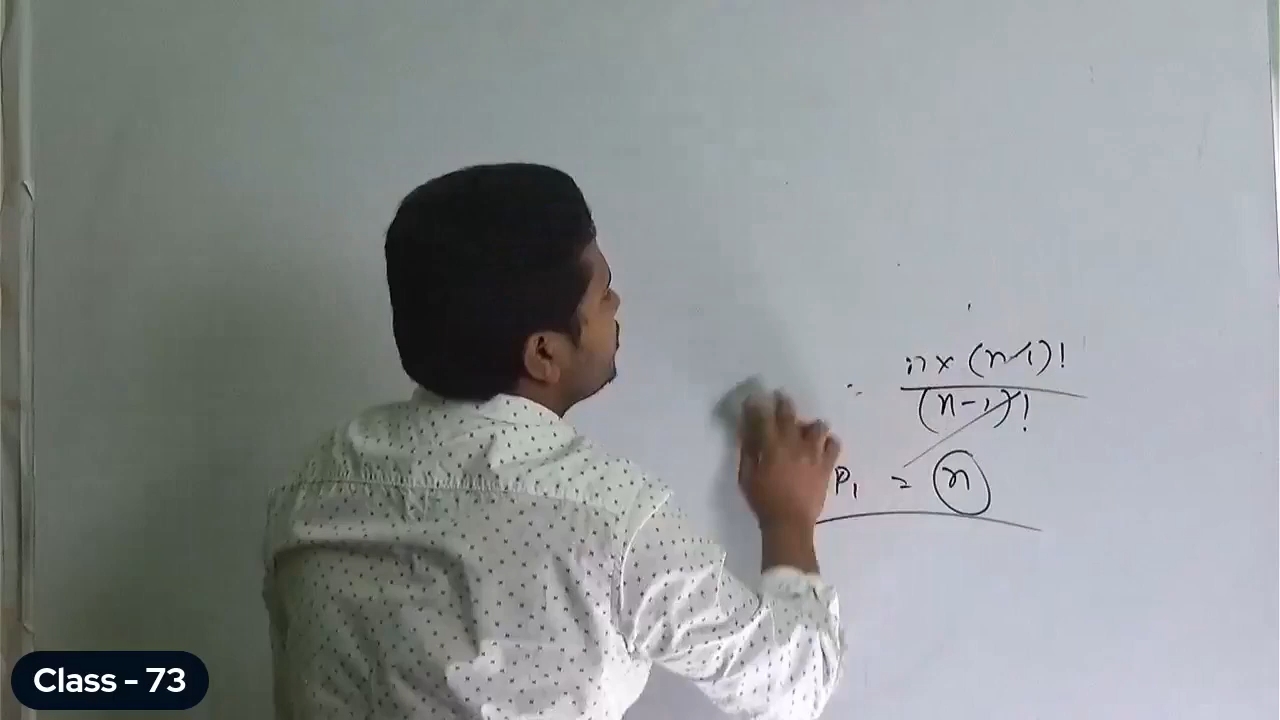 = n × (n-1)!
(n-1)!
P₁ = n
Class - 73